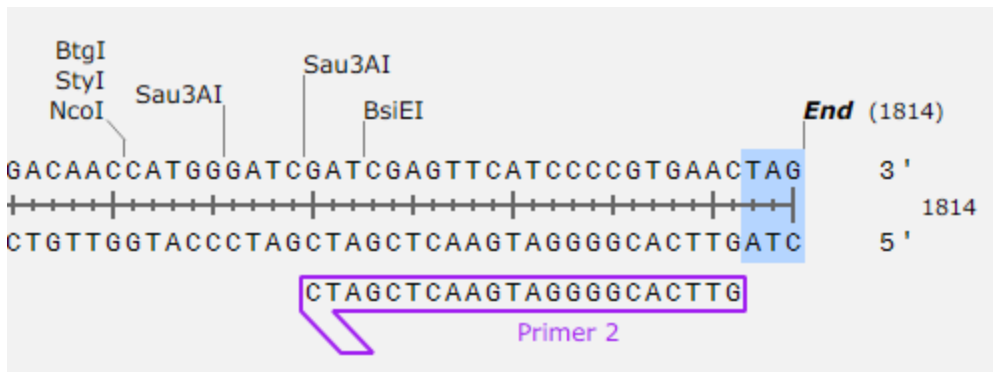 BtgI
StyI
NcoI
Sau3AI
Sau3AI
BsiEI
End (1814)
GACAACCATGGGATCGATCGAGTTCATCCCCGTGAACTAG 3'
1814
CTGTTGGTACCCTAGCTAGCTCAAGTAGGGGCACTTGATC 5'
CTAGCTCAAGTAGGGGCACTTG
Primer 2